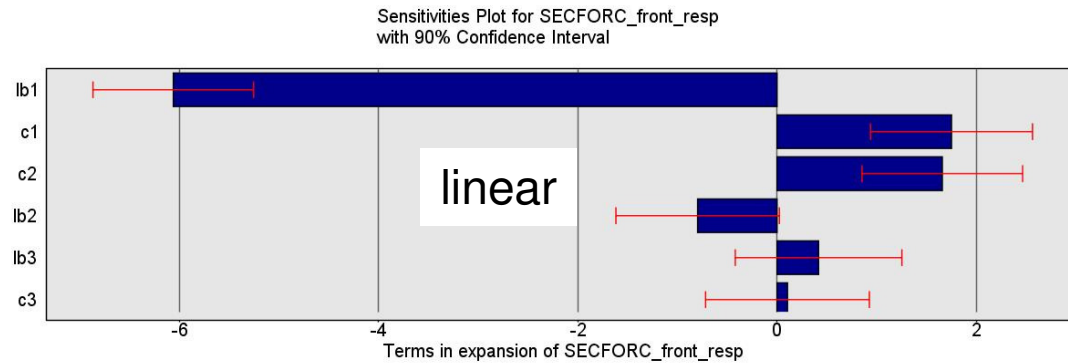 Sensitivities Plot for SECFORC_front_resp
with 90% Confidence Interval
lb1
c1
c2
linear
lb2
lb3
c3
-6 -4 -2 0 2
Terms in expansion of SECFORC_front_resp